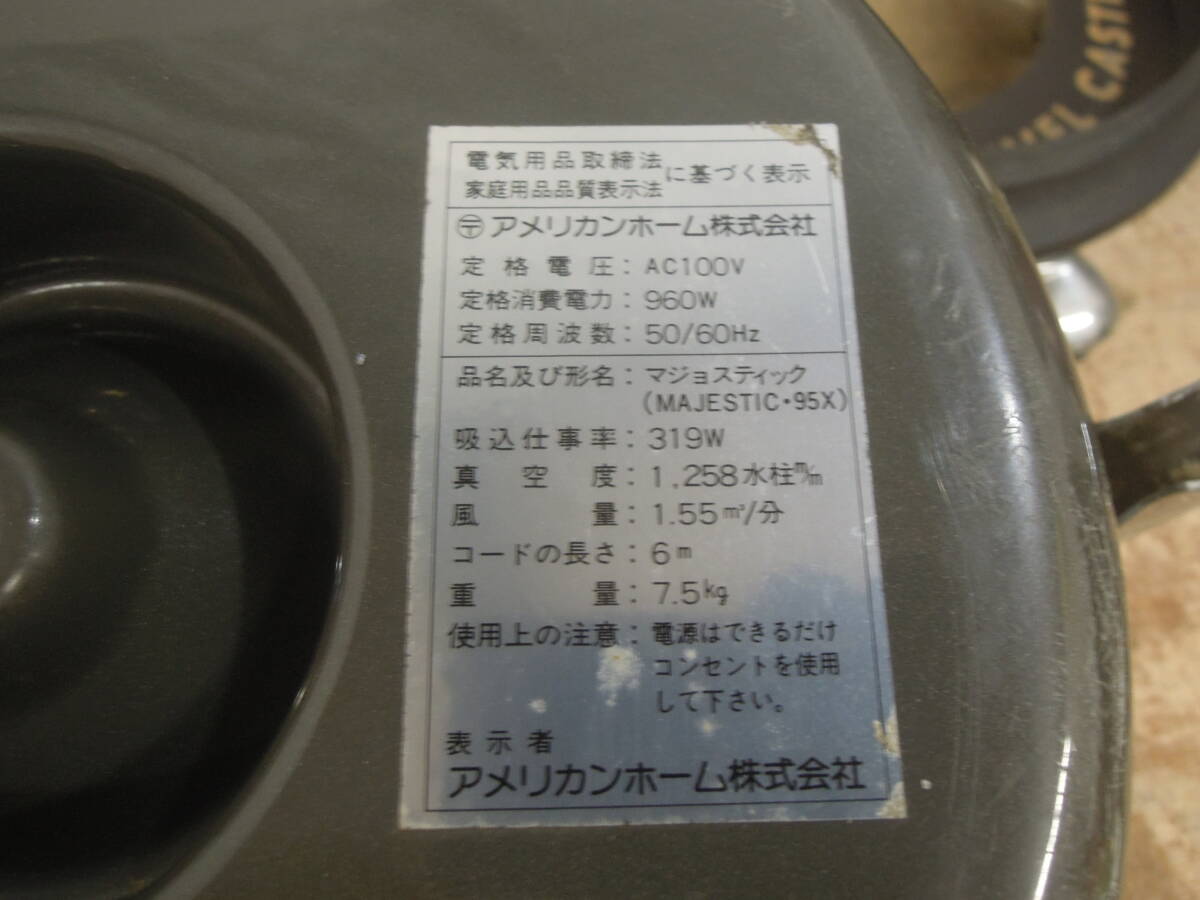 電気用品取締法
家庭用品品質表示法
に基づく表示
〒アメリカンホーム株式会社
定格電圧：AC100V
定格消費電力：960W
定格周波数：50/60Hz
品名及び形名：マジョスティック
(MAJESTIC・95X)
吸込仕事率：319W
真空度：1,258水柱m/m
風量：1.55m³/分
コードの長さ：6m
重量：7.5kg
使用上の注意：電源はできるだけ
コンセントを使用
して下さい。
表示者
アメリカンホーム株式会社